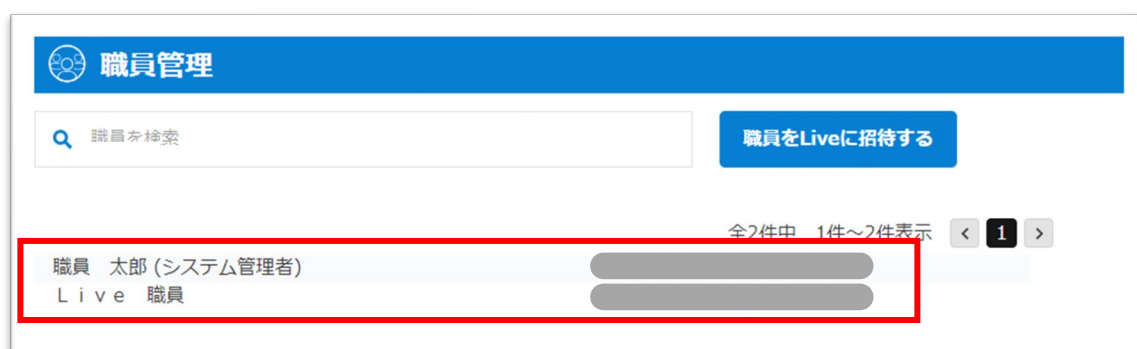 職員管理
職員を検索
職員をLiveに招待する
全2件中　1件～2件表示 < 1 >
職員　太郎 (システム管理者)
Ｌｉｖｅ　職員